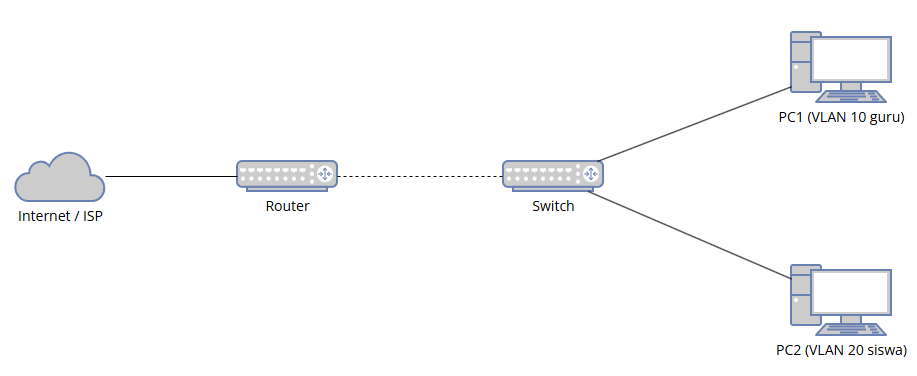 PC1 (VLAN 10 guru)
Internet / ISP
Router
Switch
PC2 (VLAN 20 siswa)